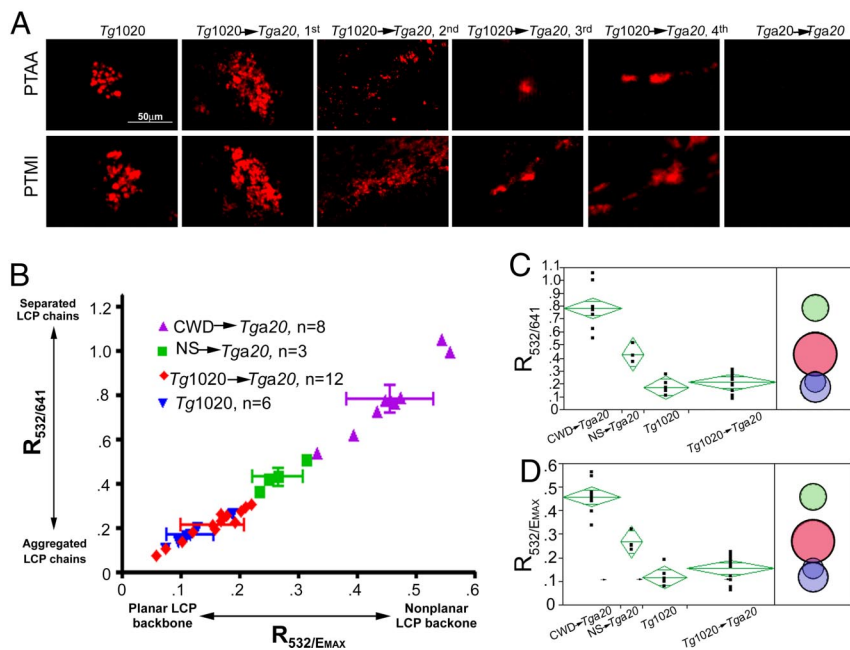 A
Tg1020
Tg1020→Tga20, 1st
Tg1020→Tga20, 2nd
Tg1020→Tga20, 3rd
Tg1020→Tga20, 4th
Tga20→Tga20
PTAA
50µm
PTMI
B
Separated
LCP chains
R532/641
Aggregated
LCP chains
1.2
1.0
.8
.6
.4
.2
0
CWD→Tga20, n=8
NS→Tga20, n=3
Tg1020→Tga20, n=12
Tg1020, n=6
0 .1 .2 .3 .4 .5 .6
Planar LCP
backbone
R532/EMAX
Nonplanar
LCP backone
C
R532/641
1.1
1
.9
.8
.7
.6
.5
.4
.3
.2
.1
0
CWD→Tga20
NS→Tga20
Tg1020
Tg1020→Tga20
D
R532/EMAX
.6
.5
.4
.3
.2
.1
0
CWD→Tga20
NS→Tga20
Tg1020
Tg1020→Tga20